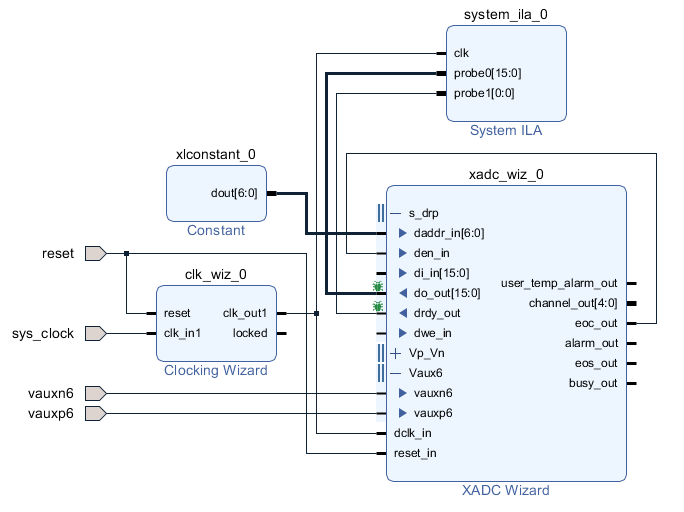 system_ila_0
clk
probe0[15:0]
probe1[0:0]
System ILA
xlconstant_0
dout[6:0]
Constant
xadc_wiz_0
s_drp
daddr_in[6:0]
den_in
di_in[15:0]
do_out[15:0]
drdy_out
dwe_in
Vp_Vn
Vaux6
vauxn6
vauxp6
dclk_in
reset_in
user_temp_alarm_out
channel_out[4:0]
eoc_out
alarm_out
eos_out
busy_out
XADC Wizard
reset
sys_clock
clk_wiz_0
reset
clk_in1
clk_out1
locked
Clocking Wizard
vauxn6
vauxp6